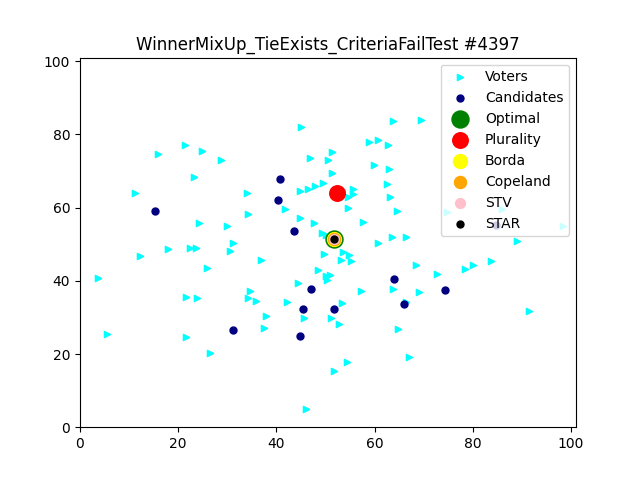 WinnerMixUp_TieExists_CriteriaFailTest #4397
100
80
60
40
20
0
0
20
40
60
80
100
Voters
Candidates
Optimal
Plurality
Borda
Copeland
STV
STAR